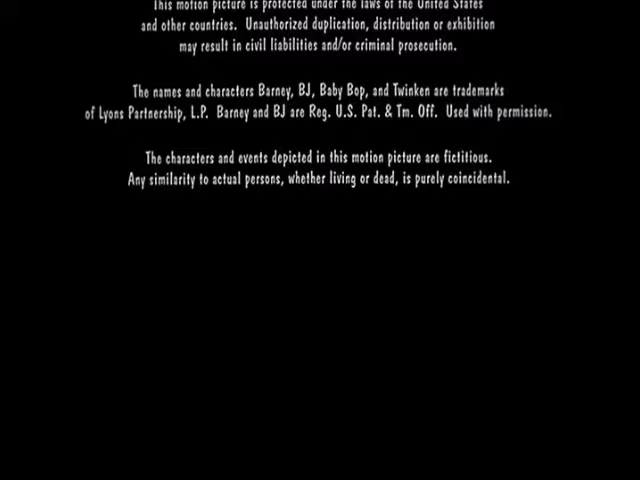 This motion picture is protected under the laws of the United States
and other countries. Unauthorized duplication, distribution or exhibition
may result in civil liabilities and/or criminal prosecution.
The names and characters Barney, BJ, Baby Bop, and Twinken are trademarks
of Lyons Partnership, L.P. Barney and BJ are Reg. U.S. Pat. & Tm. Off. Used with permission.
The characters and events depicted in this motion picture are fictitious.
Any similarity to actual persons, whether living or dead, is purely coincidental.